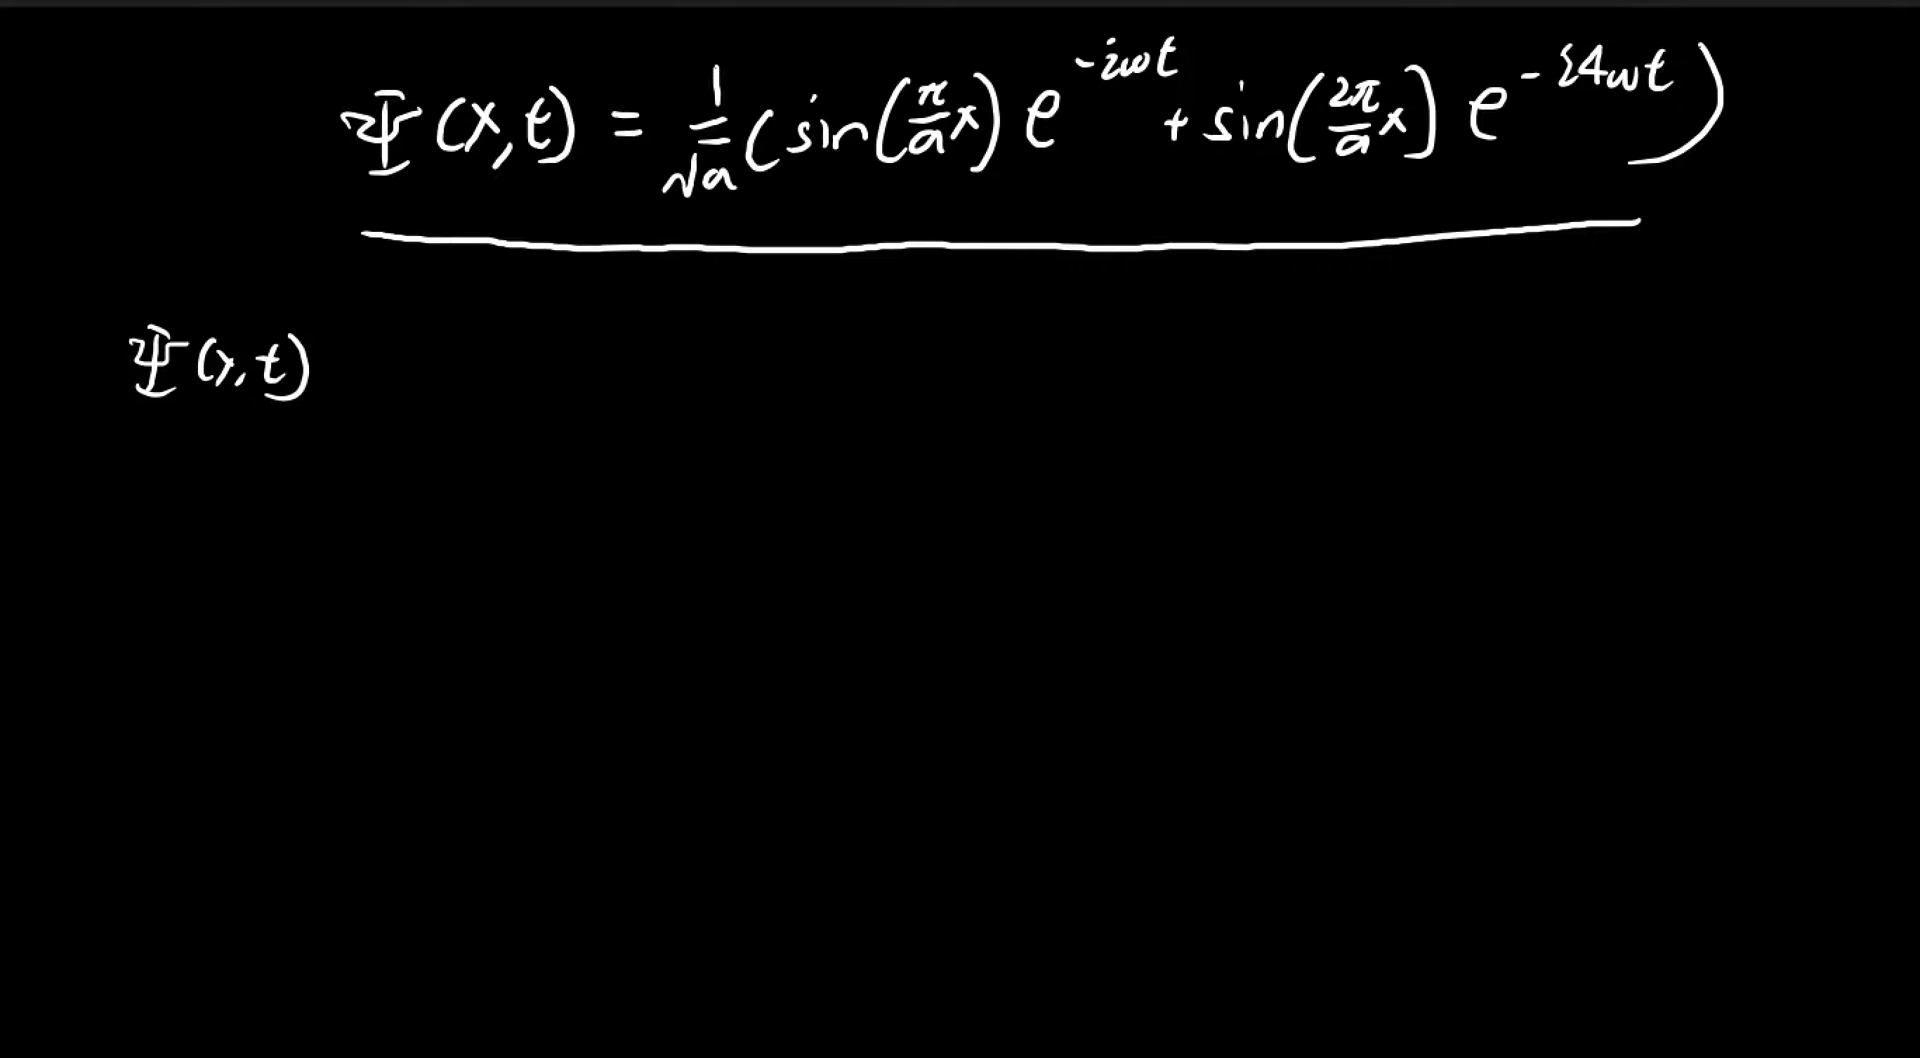 Ψ(x,t) = 1/√a (sin(π/a x) e^{-iωt} + sin(2π/a x) e^{-i4ωt})
Ψ(x,t)